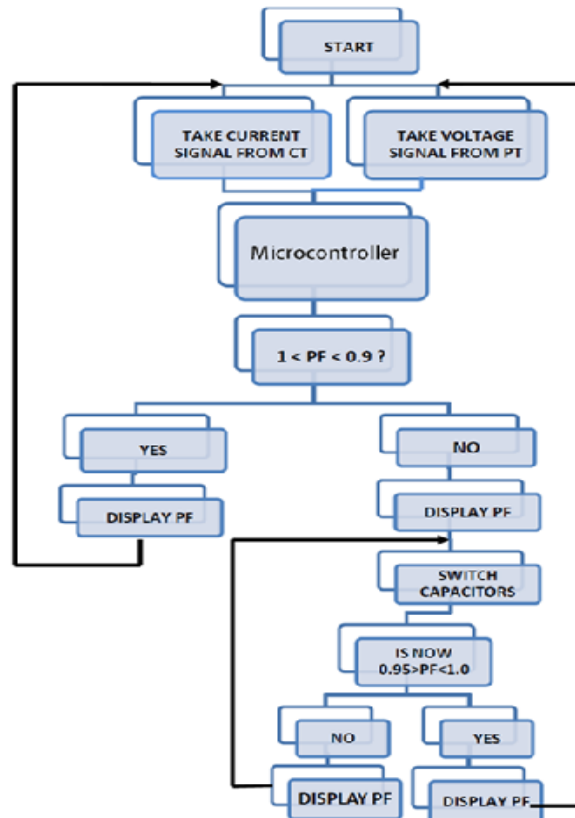 START
TAKE CURRENT
SIGNAL FROM CT
TAKE VOLTAGE
SIGNAL FROM PT
Microcontroller
1 < PF < 0.9 ?
YES
NO
DISPLAY PF
DISPLAY PF
SWITCH
CAPACITORS
IS NOW
0.95>PF<1.0
NO
YES
DISPLAY PF
DISPLAY PF